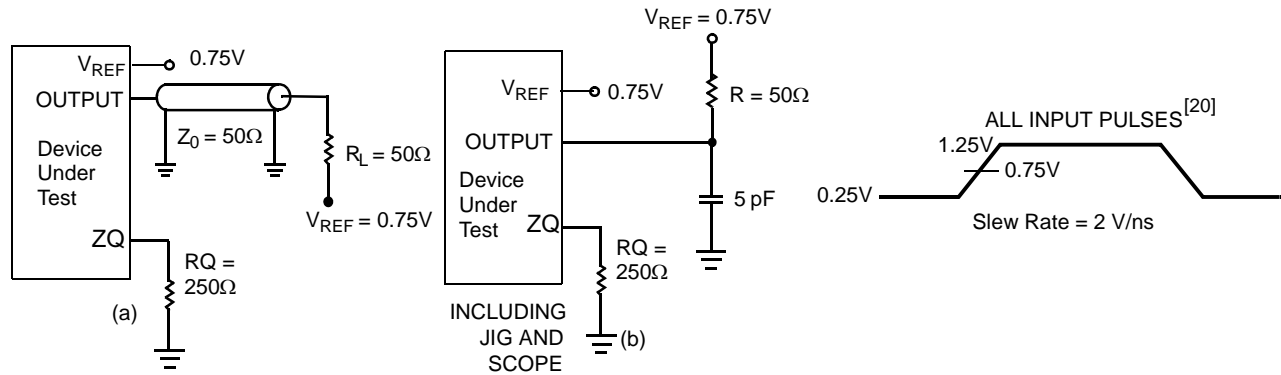 V_REF
0.75V
OUTPUT
Z₀ = 50Ω
Device
Under
Test
R_L = 50Ω
V_REF = 0.75V
ZQ
RQ =
250Ω
(a)
V_REF = 0.75V
R = 50Ω
V_REF
0.75V
OUTPUT
Device
Under
Test
5 pF
ZQ
RQ =
250Ω
INCLUDING
JIG AND
SCOPE
(b)
ALL INPUT PULSES[20]
1.25V
0.75V
0.25V
Slew Rate = 2 V/ns